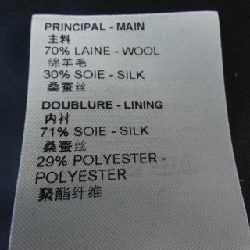 PRINCIPAL - MAIN
主料
70% LAINE - WOOL
绵羊毛
30% SOIE - SILK
桑蚕丝
DOUBLURE - LINING
内衬
71% SOIE - SILK
桑蚕丝
29% POLYESTER -
POLYESTER
聚酯纤维